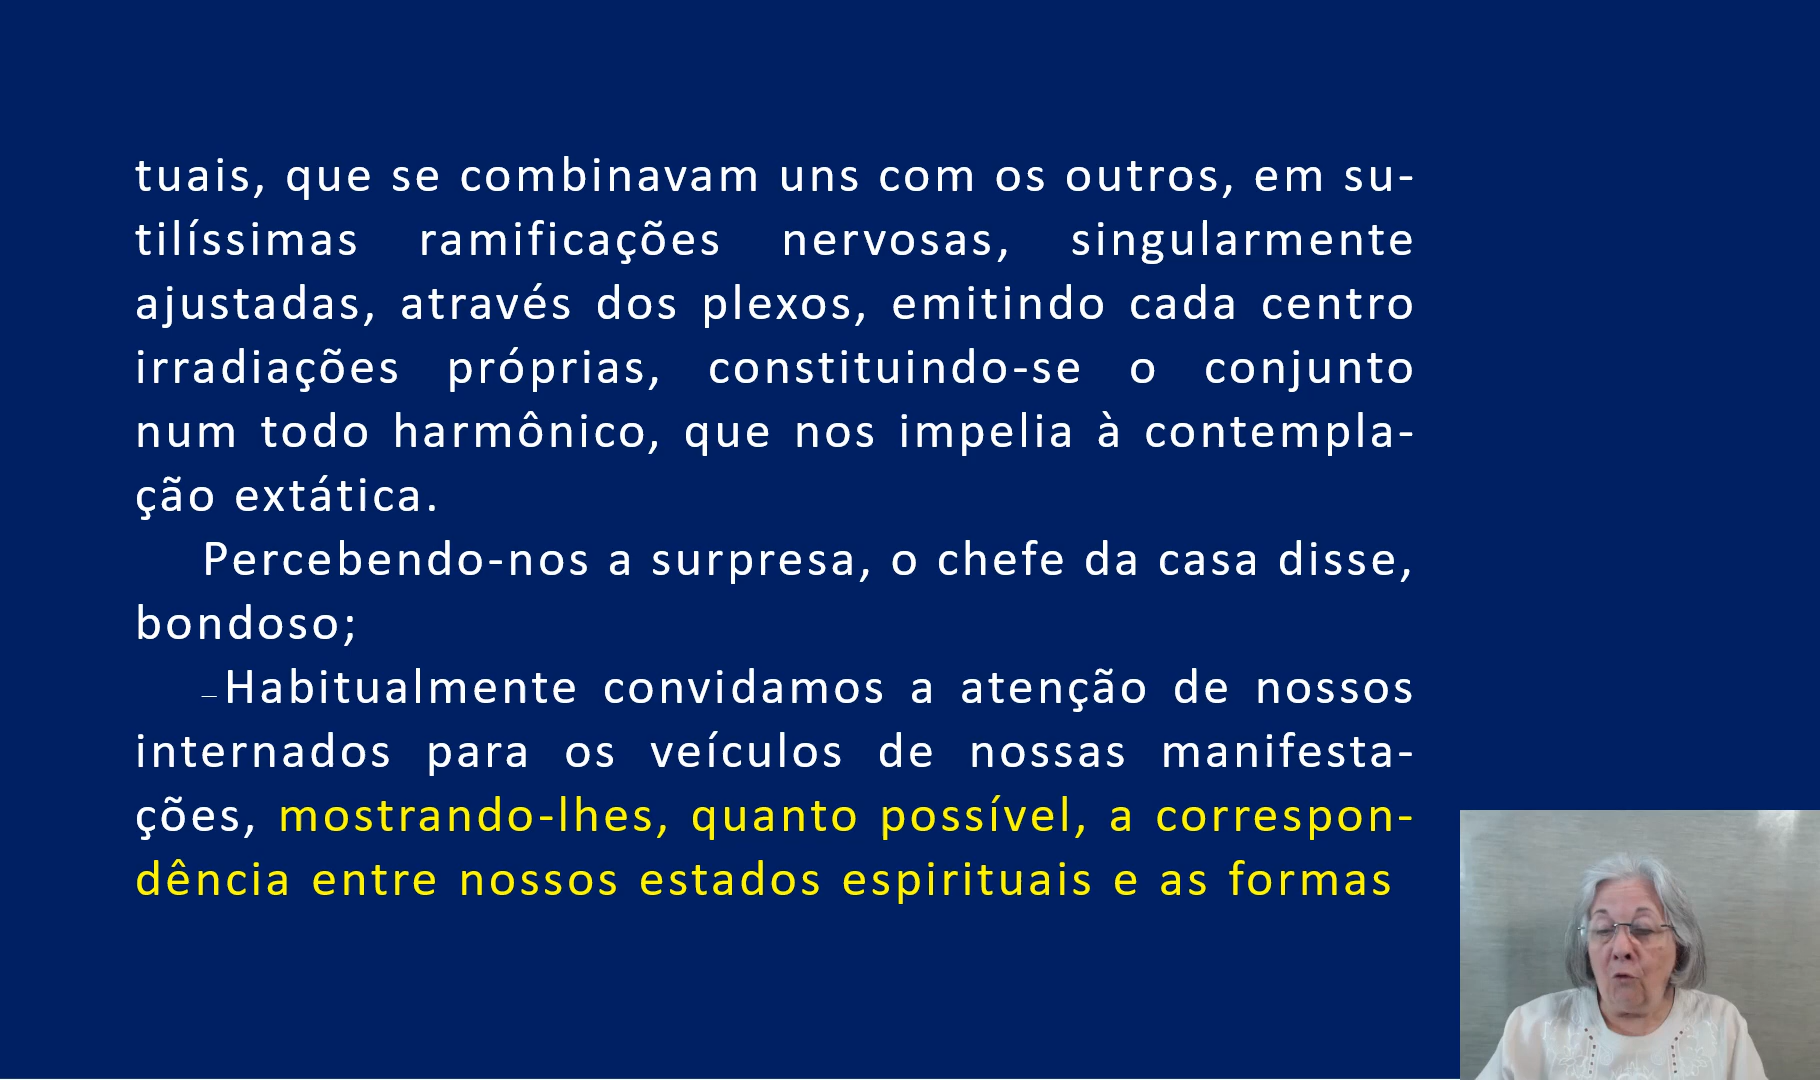 tuais, que se combinavam uns com os outros, em su-
tilíssimas ramificações nervosas, singularmente
ajustadas, através dos plexos, emitindo cada centro
irradiações próprias, constituindo-se o conjunto
num todo harmônico, que nos impelia à contempla-
ção extática.
Percebendo-nos a surpresa, o chefe da casa disse,
bondoso;
– Habitualmente convidamos a atenção de nossos
internados para os veículos de nossas manifesta-
ções, mostrando-lhes, quanto possível, a correspon-
dência entre nossos estados espirituais e as formas